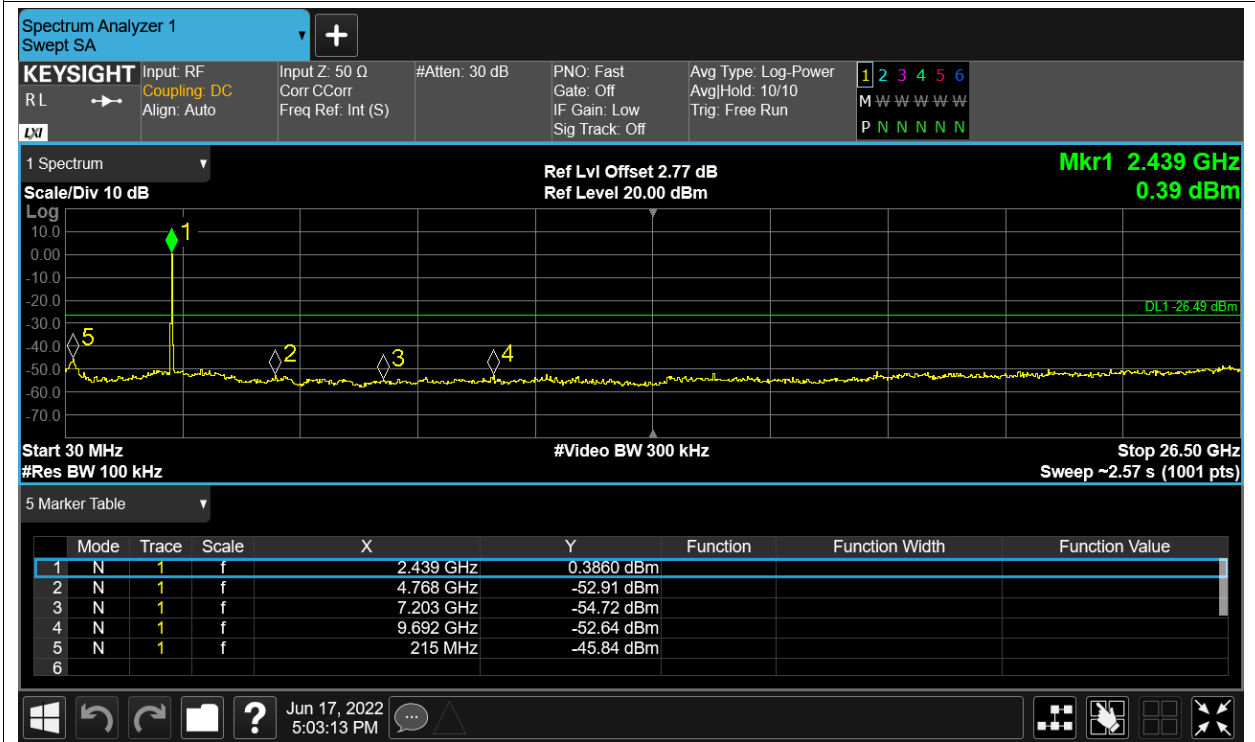 Spectrum Analyzer 1
Swept SA
+
KEYSIGHT Input: RF Input Z: 50 Ω #Atten: 30 dB PNO: Fast Avg Type: Log-Power 1 2 3 4 5 6
R L Coupling: DC Corr CCorr Gate: Off Avg|Hold: 10/10 M W W W W W W
Align: Auto Freq Ref: Int (S) IF Gain: Low Trig: Free Run
LXI Sig Track: Off P N N N N N N
1 Spectrum Ref Lvl Offset 2.77 dB Mkr1 2.439 GHz
Scale/Div 10 dB Ref Level 20.00 dBm 0.39 dBm
Log
10.0 1
0.00
-10.0
-20.0
DL1 -26.49 dBm
-30.0
5
-40.0 2 3 4
-50.0
-60.0
-70.0
Start 30 MHz #Video BW 300 kHz Stop 26.50 GHz
#Res BW 100 kHz Sweep ~2.57 s (1001 pts)
5 Marker Table
Mode Trace Scale X Y Function Function Width Function Value
1 N 1 f 2.439 GHz 0.3860 dBm
2 N 1 f 4.768 GHz -52.91 dBm
3 N 1 f 7.203 GHz -54.72 dBm
4 N 1 f 9.692 GHz -52.64 dBm
5 N 1 f 215 MHz -45.84 dBm
6
? Jun 17, 2022
5:03:13 PM